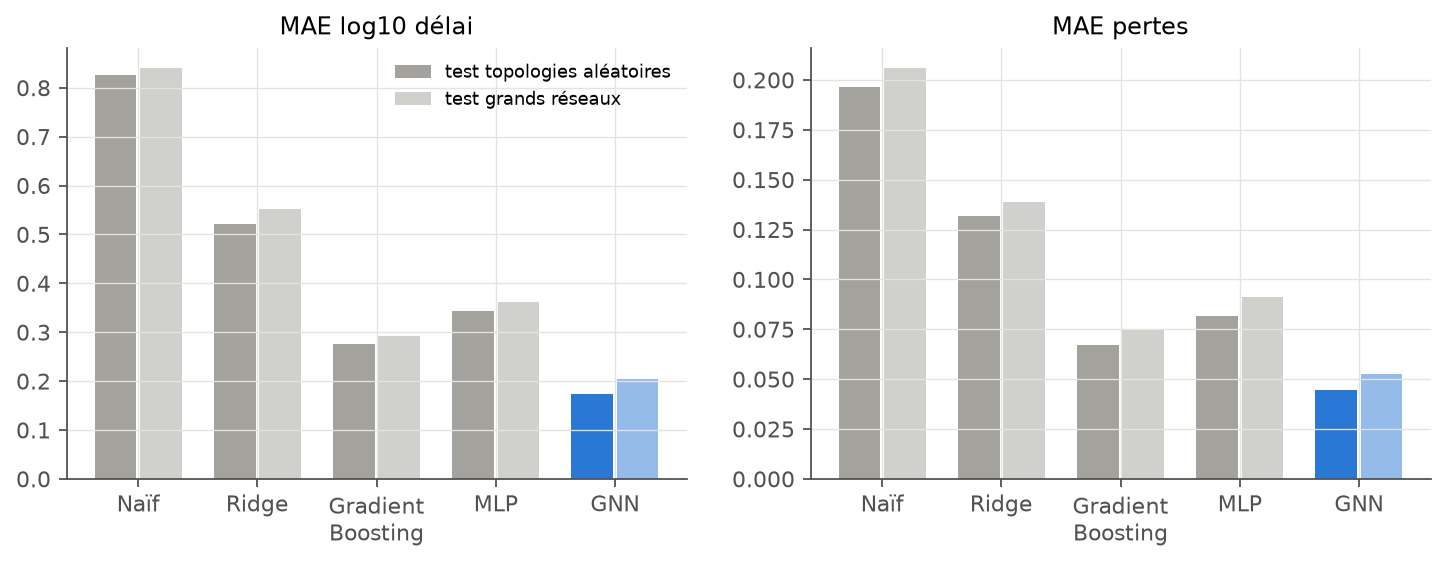 MAE log10 délai
test topologies aléatoires
test grands réseaux
0.8
0.7
0.6
0.5
0.4
0.3
0.2
0.1
0.0
Naïf
Ridge
Gradient
Boosting
MLP
GNN
MAE pertes
0.200
0.175
0.150
0.125
0.100
0.075
0.050
0.025
0.000
Naïf
Ridge
Gradient
Boosting
MLP
GNN